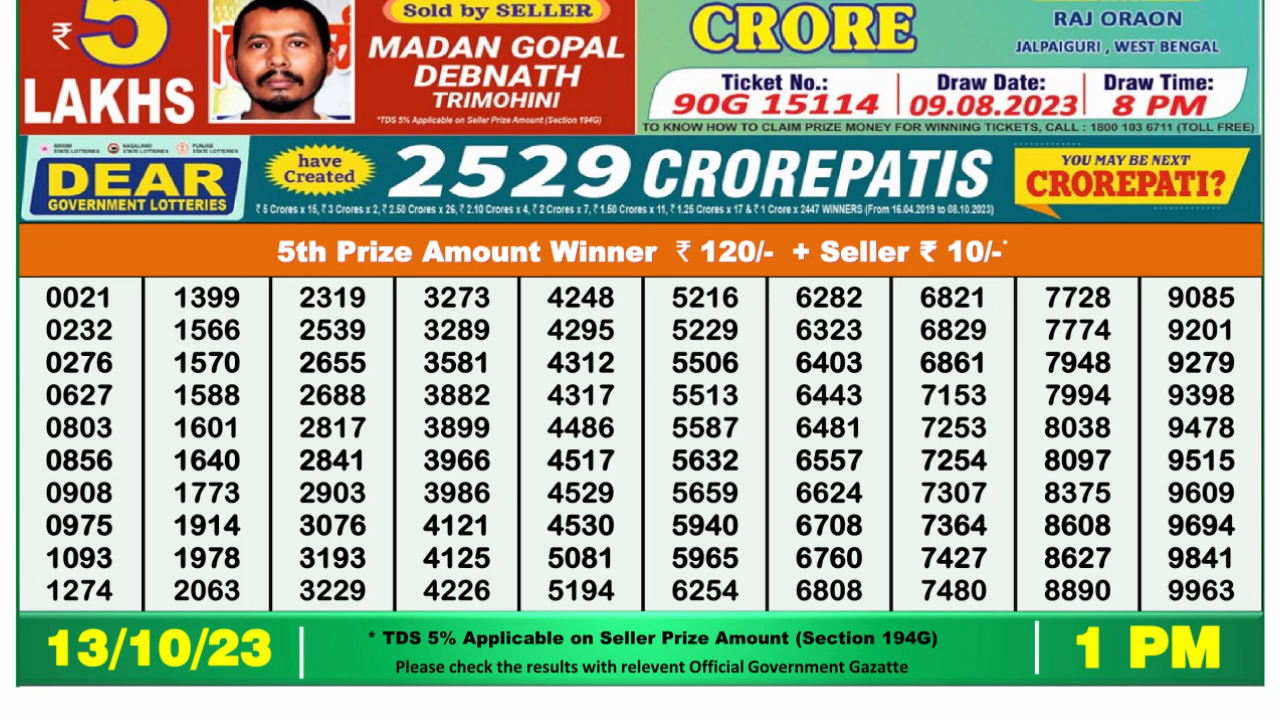 ₹5
LAKHS
Sold by SELLER
MADAN GOPAL
DEBNATH
TRIMOHINI
*TDS 5% Applicable on Seller Prize Amount (Section 194G)
CRORE
RAJ ORAON
JALPAIGURI , WEST BENGAL
Ticket No.: Draw Date: Draw Time:
90G 15114 09.08.2023 8 PM
TO KNOW HOW TO CLAIM PRIZE MONEY FOR WINNING TICKETS, CALL : 1800 103 6711 (TOLL FREE)
SIKKIM STATE LOTTERIES NAGALAND STATE LOTTERIES PUNJAB STATE LOTTERIES
DEAR
GOVERNMENT LOTTERIES
have
Created
2529 CROREPATIS
₹ 5 Crores x 15, ₹ 3 Crores x 2, ₹ 2.50 Crores x 26, ₹ 2.10 Crores x 4, ₹ 2 Crores x 7, ₹ 1.50 Crores x 11, ₹ 1.25 Crores x 17 & ₹ 1 Crore x 2447 WINNERS (From 16.04.2019 to 08.10.2023)
YOU MAY BE NEXT
CROREPATI?
5th Prize Amount Winner ₹ 120/- + Seller ₹ 10/-*
0021 1399 2319 3273 4248 5216 6282 6821 7728 9085
0232 1566 2539 3289 4295 5229 6323 6829 7774 9201
0276 1570 2655 3581 4312 5506 6403 6861 7948 9279
0627 1588 2688 3882 4317 5513 6443 7153 7994 9398
0803 1601 2817 3899 4486 5587 6481 7253 8038 9478
0856 1640 2841 3966 4517 5632 6557 7254 8097 9515
0908 1773 2903 3986 4529 5659 6624 7307 8375 9609
0975 1914 3076 4121 4530 5940 6708 7364 8608 9694
1093 1978 3193 4125 5081 5965 6760 7427 8627 9841
1274 2063 3229 4226 5194 6254 6808 7480 8890 9963
13/10/23
* TDS 5% Applicable on Seller Prize Amount (Section 194G)
Please check the results with relevent Official Government Gazatte
1 PM